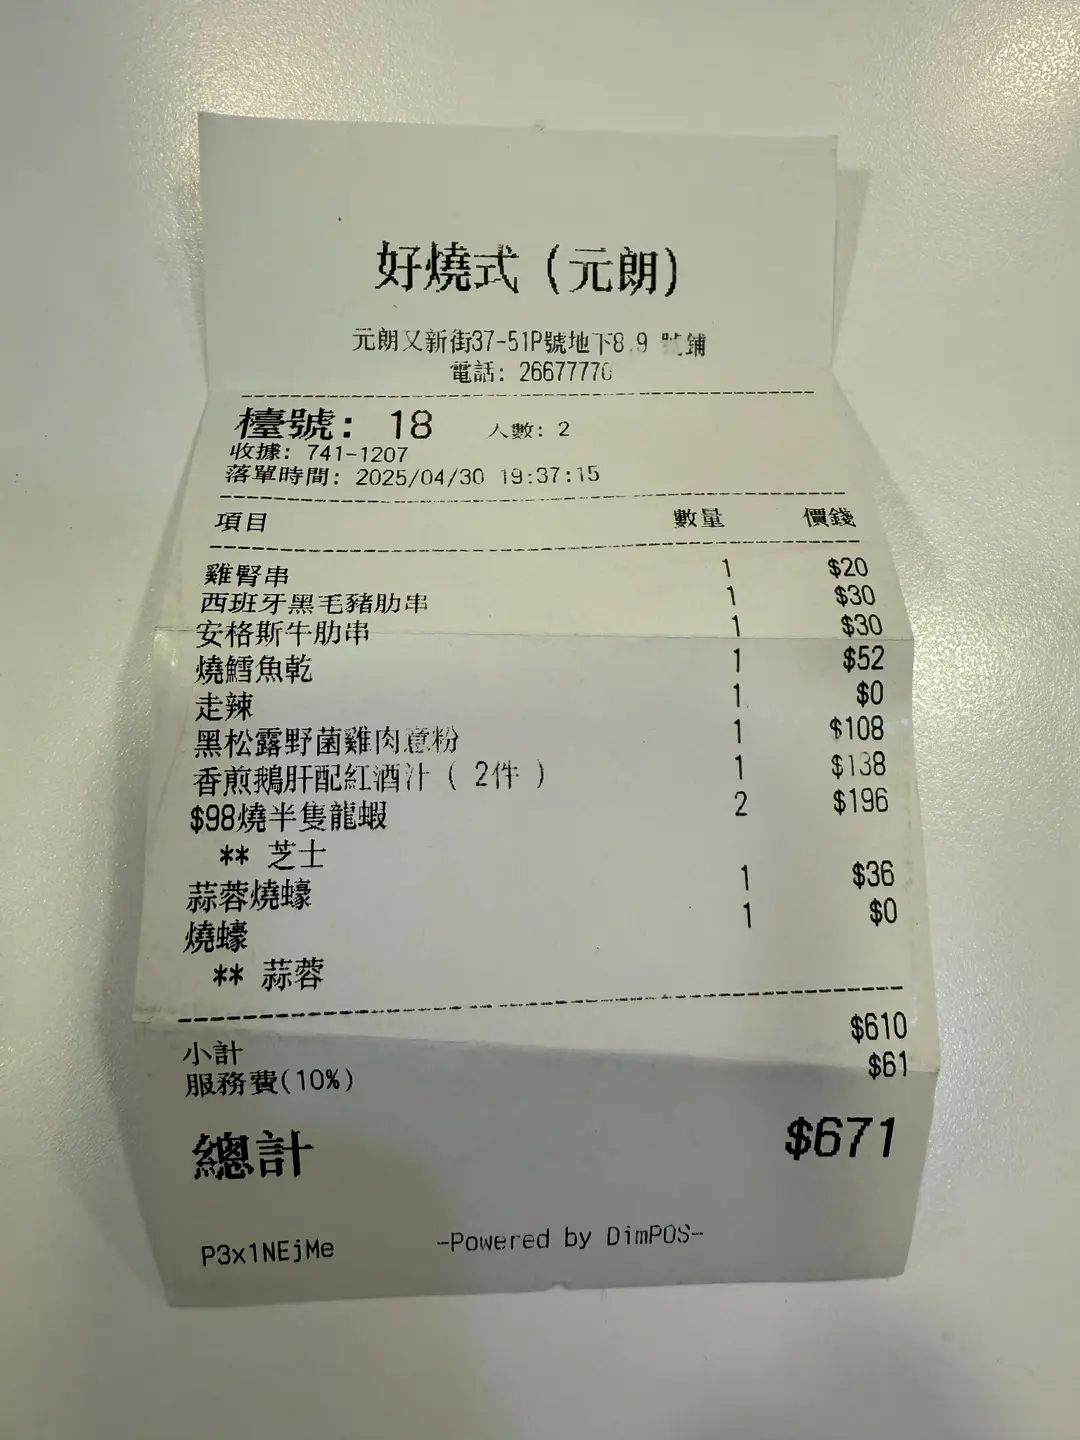 好燒式（元朗）
元朗又新街37-51P號地下8.9 號鋪
電話: 26677770
檯號: 18 人數: 2
收據: 741-1207
落單時間: 2025/04/30 19:37:15
項目 數量 價錢
雞腎串 1 $20
西班牙黑毛豬肋串 1 $30
安格斯牛肋串 1 $30
燒鱈魚乾 1 $52
走辣 1 $0
黑松露野菌雞肉意粉 1 $108
香煎鵝肝配紅酒汁 ( 2件 ) 1 $138
$98燒半隻龍蝦 2 $196
** 芝士
蒜蓉燒蠔 1 $36
燒蠔 1 $0
** 蒜蓉
小計 $610
服務費(10%) $61
總計 $671
P3x1NEjMe -Powered by DimPOS-